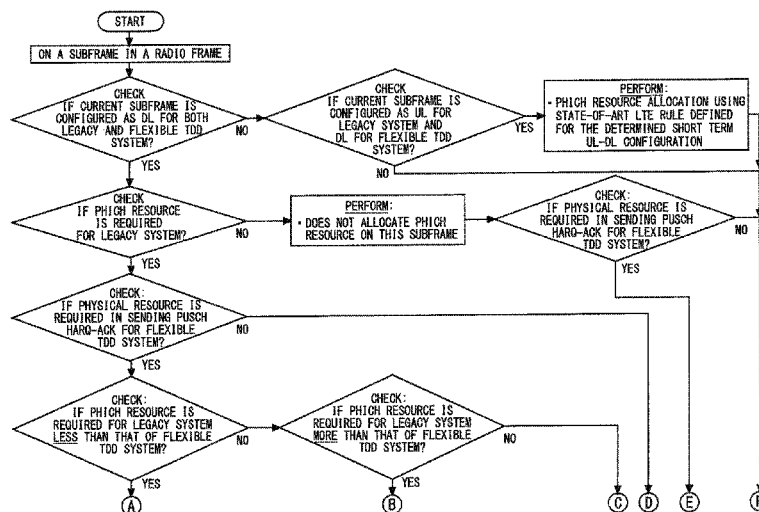 START
ON A SUBFRAME IN A RADIO FRAME
CHECK
IF CURRENT SUBFRAME IS
CONFIGURED AS DL FOR BOTH
LEGACY AND FLEXIBLE TDD
SYSTEM?
NO
YES
CHECK
IF CURRENT SUBFRAME IS
CONFIGURED AS UL FOR
LEGACY SYSTEM AND
DL FOR FLEXIBLE TDD
SYSTEM?
YES
NO
PERFORM:
- PHICH RESOURCE ALLOCATION USING
STATE-OF-ART LTE RULE DEFINED
FOR THE DETERMINED SHORT TERM
UL-DL CONFIGURATION
CHECK
IF PHICH RESOURCE
IS REQUIRED
FOR LEGACY SYSTEM?
NO
YES
PERFORM:
- DOES NOT ALLOCATE PHICH
RESOURCE ON THIS SUBFRAME
CHECK:
IF PHYSICAL RESOURCE IS
REQUIRED IN SENDING PUSCH
HARQ-ACK FOR FLEXIBLE
TDD SYSTEM?
NO
YES
CHECK:
IF PHYSICAL RESOURCE IS
REQUIRED IN SENDING PUSCH
HARQ-ACK FOR FLEXIBLE
TDD SYSTEM?
NO
YES
CHECK:
IF PHICH RESOURCE IS
REQUIRED FOR LEGACY SYSTEM
LESS THAN THAT OF FLEXIBLE
TDD SYSTEM?
NO
YES
CHECK:
IF PHICH RESOURCE IS
REQUIRED FOR LEGACY SYSTEM
MORE THAN THAT OF FLEXIBLE
TDD SYSTEM?
NO
YES
A
B
C
D
E